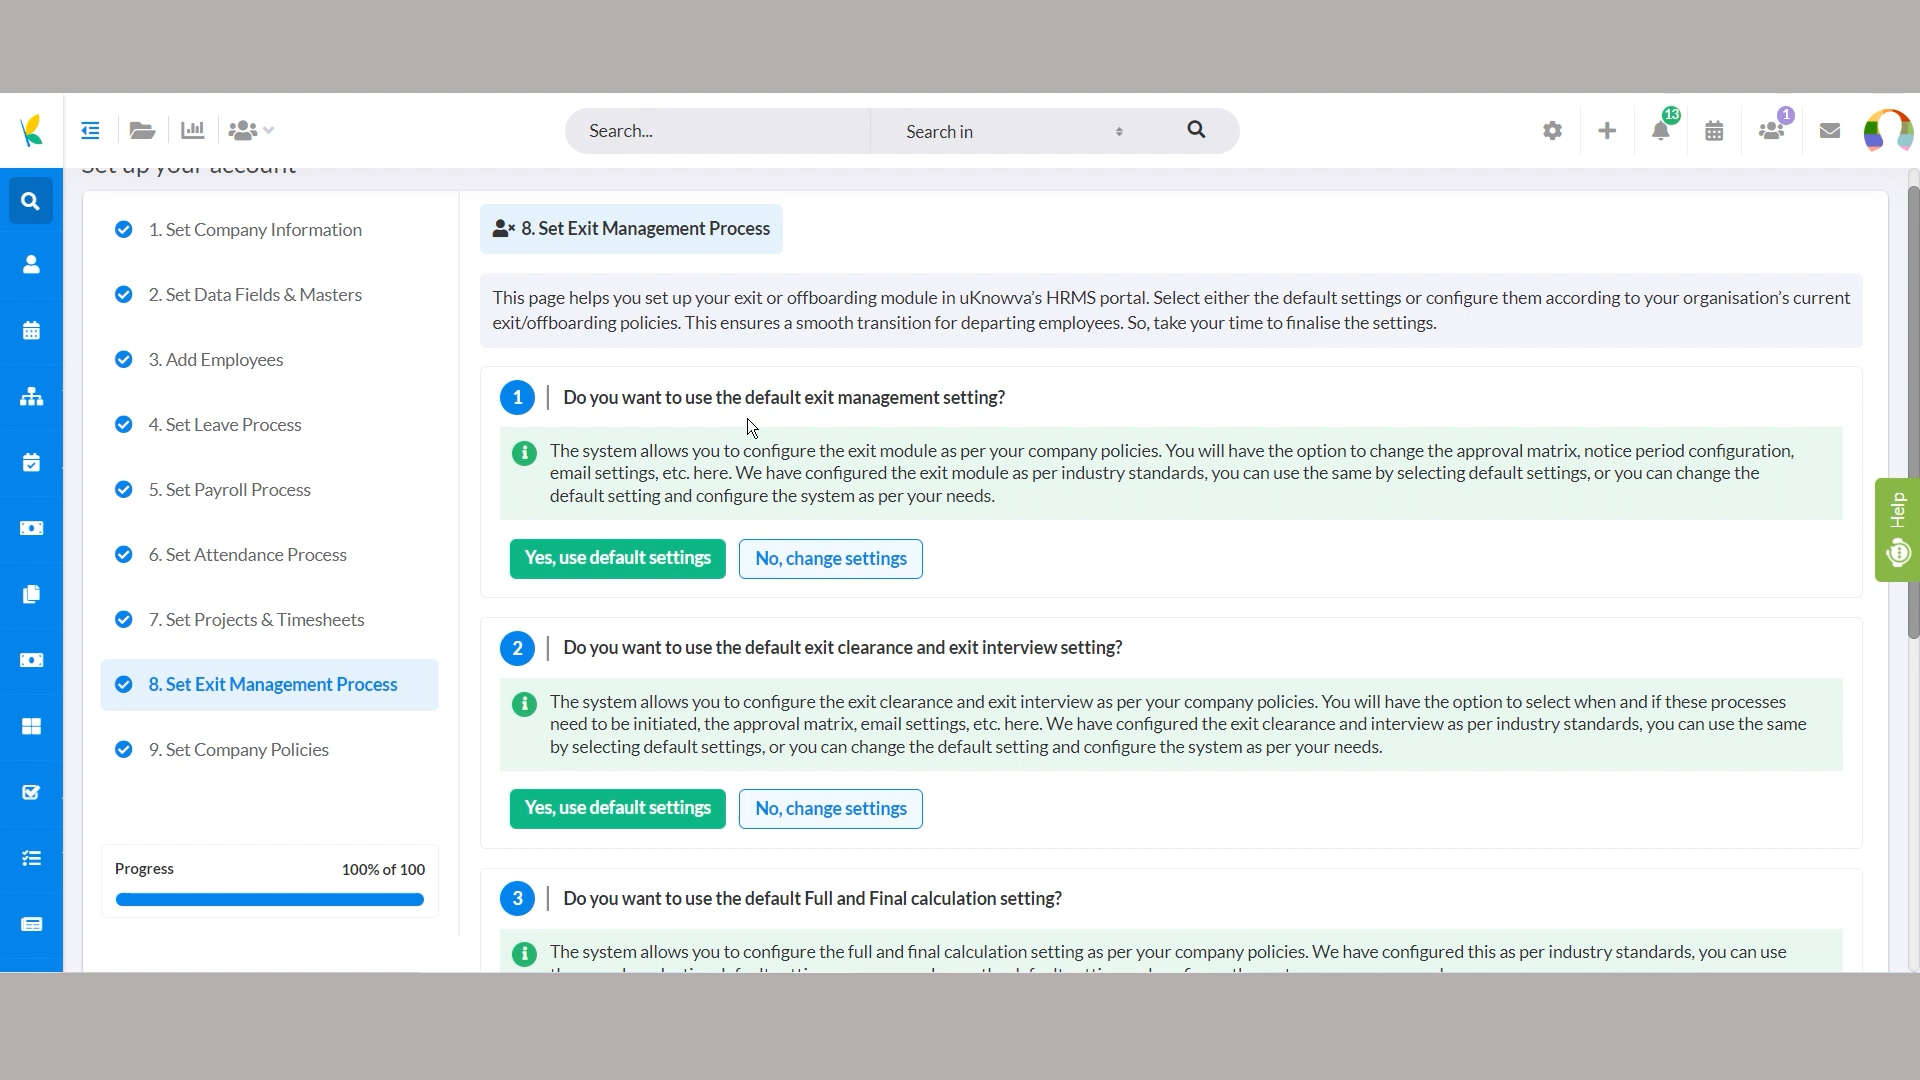 Search...
Search in
13
1
Set up your account
1. Set Company Information
2. Set Data Fields & Masters
3. Add Employees
4. Set Leave Process
5. Set Payroll Process
6. Set Attendance Process
7. Set Projects & Timesheets
8. Set Exit Management Process
9. Set Company Policies
Progress 100% of 100
8. Set Exit Management Process
This page helps you set up your exit or offboarding module in uKnowva's HRMS portal. Select either the default settings or configure them according to your organisation's current
exit/offboarding policies. This ensures a smooth transition for departing employees. So, take your time to finalise the settings.
1 Do you want to use the default exit management setting?
The system allows you to configure the exit module as per your company policies. You will have the option to change the approval matrix, notice period configuration,
email settings, etc. here. We have configured the exit module as per industry standards, you can use the same by selecting default settings, or you can change the
default setting and configure the system as per your needs.
Yes, use default settings No, change settings
2 Do you want to use the default exit clearance and exit interview setting?
The system allows you to configure the exit clearance and exit interview as per your company policies. You will have the option to select when and if these processes
need to be initiated, the approval matrix, email settings, etc. here. We have configured the exit clearance and interview as per industry standards, you can use the same
by selecting default settings, or you can change the default setting and configure the system as per your needs.
Yes, use default settings No, change settings
3 Do you want to use the default Full and Final calculation setting?
The system allows you to configure the full and final calculation setting as per your company policies. We have configured this as per industry standards, you can use
Help